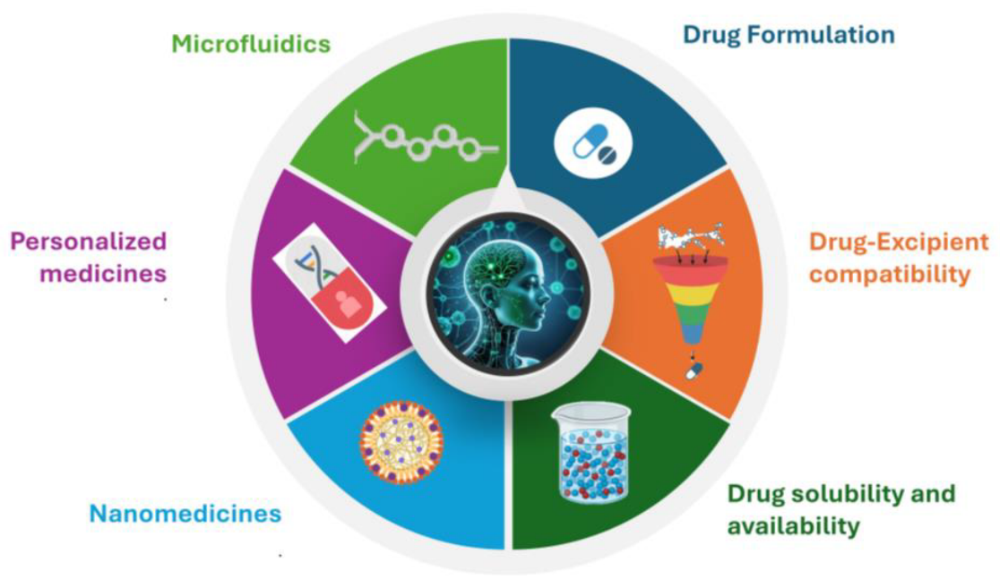 Microfluidics
Drug Formulation
Personalized
medicines
Drug-Excipient
compatibility
Nanomedicines
Drug solubility and
availability